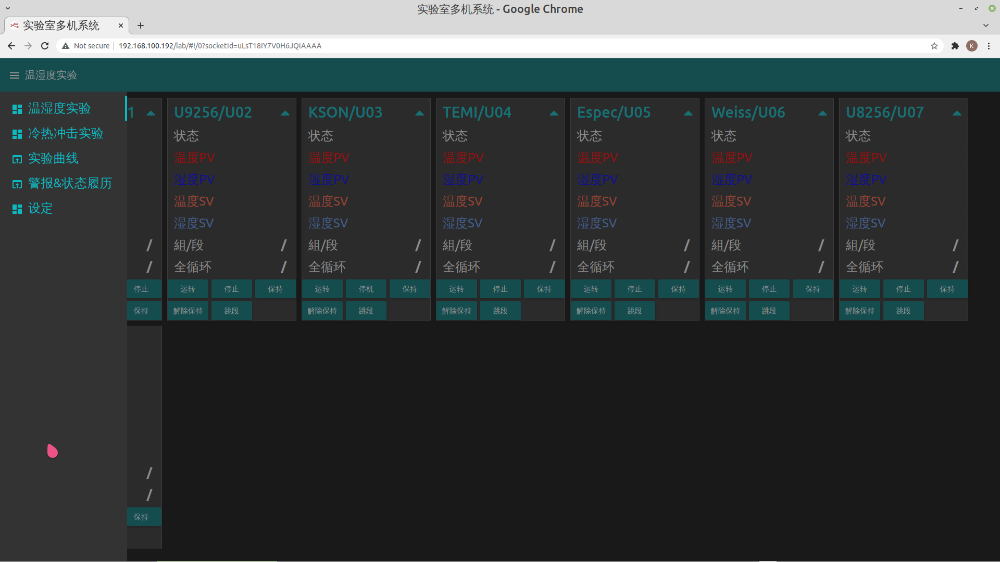 实验室多机系统 - Google Chrome
实验室多机系统
Not secure
192.168.100.192/lab/#!/0?socketid=uLsT18IY7V0H6JQiAAAA
K
温湿度实验
温湿度实验
冷热冲击实验
实验曲线
警报&状态履历
设定
1
/
/
停止
保持
U9256/U02
状态
温度PV
湿度PV
温度SV
湿度SV
組/段 /
全循环 /
运转 停止 保持
解除保持 跳段
KSON/U03
状态
温度PV
湿度PV
温度SV
湿度SV
組/段 /
全循环 /
运转 停机 保持
解除保持 跳段
TEMI/U04
状态
温度PV
湿度PV
温度SV
湿度SV
組/段 /
全循环 /
运转 停止 保持
解除保持 跳段
Espec/U05
状态
温度PV
湿度PV
温度SV
湿度SV
組/段 /
全循环 /
运转 停止 保持
解除保持 跳段
Weiss/U06
状态
温度PV
湿度PV
温度SV
湿度SV
組/段 /
全循环 /
运转 停止 保持
解除保持 跳段
U8256/U07
状态
温度PV
湿度PV
温度SV
湿度SV
組/段 /
全循环 /
运转 停止 保持
解除保持 跳段
/
/
保持